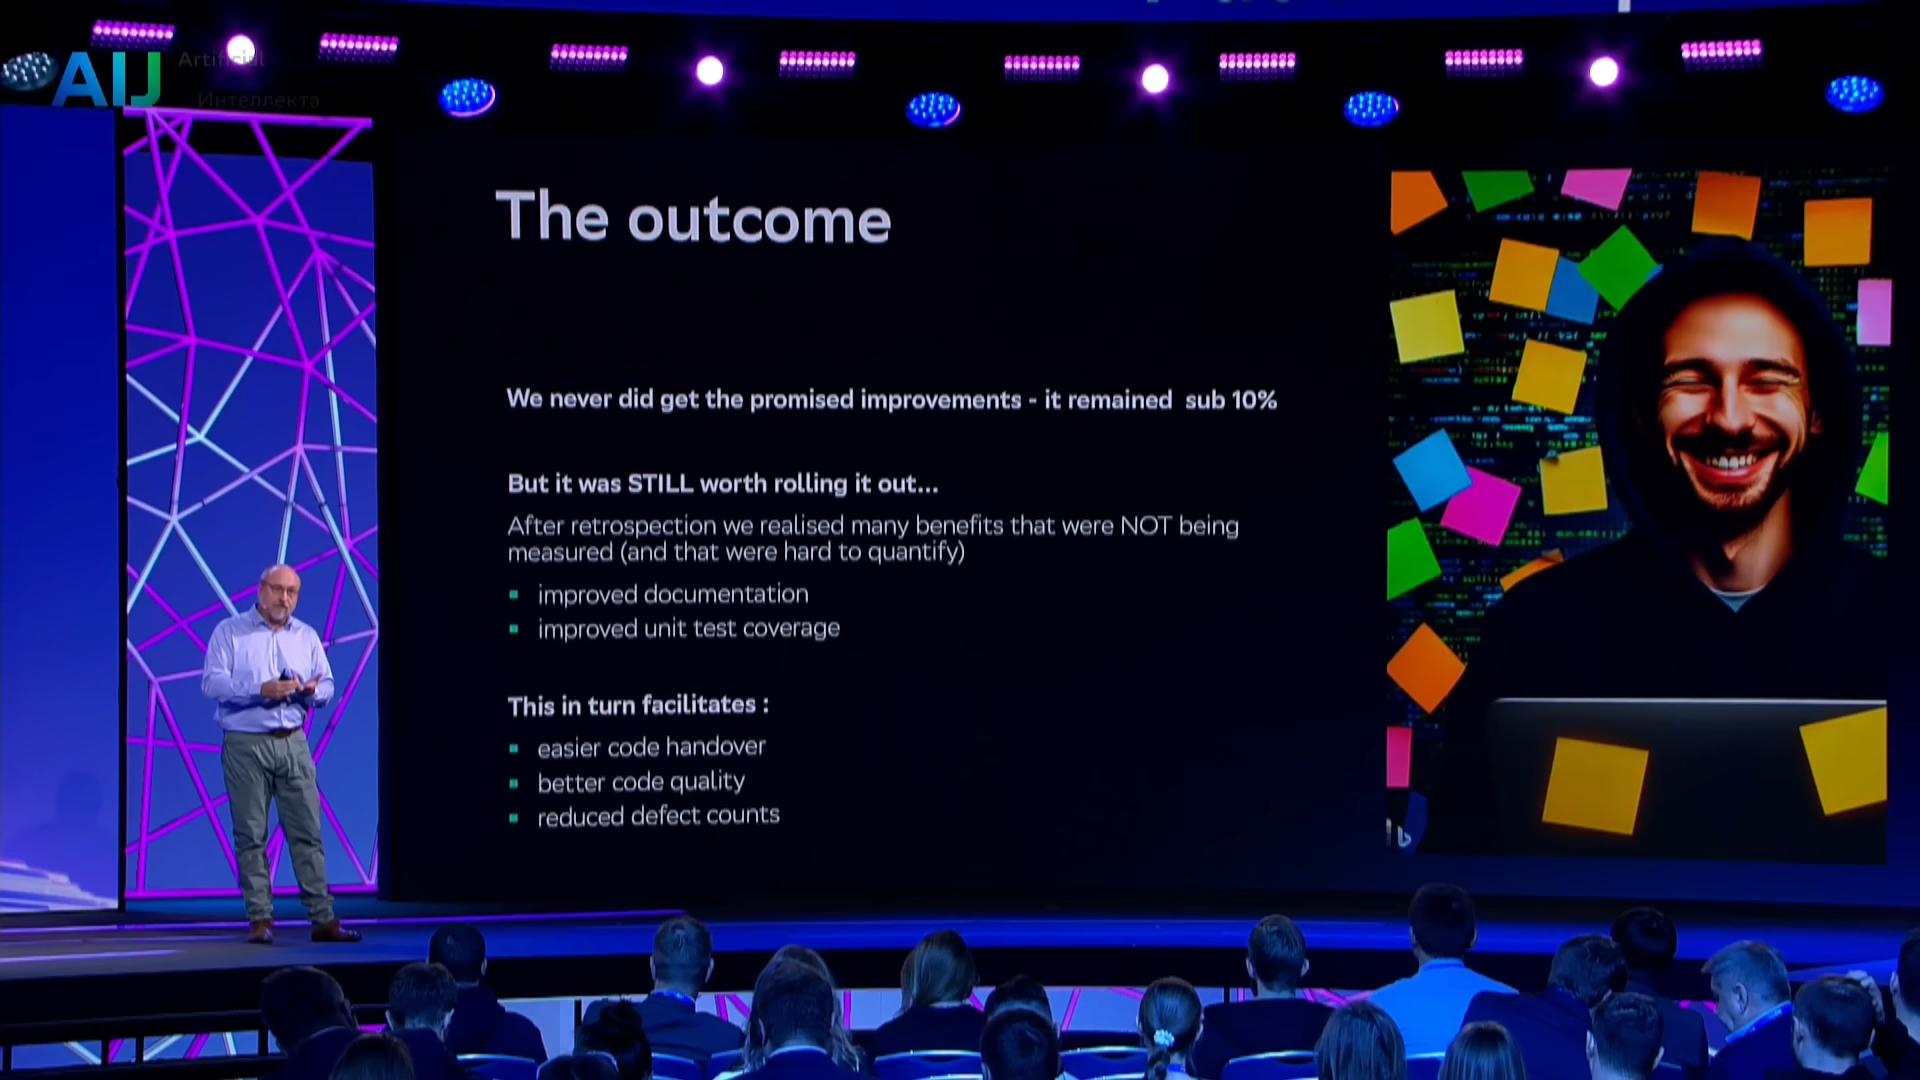 AIJ
Artificial
Интеллекта
The outcome
We never did get the promised improvements - it remained sub 10%
But it was STILL worth rolling it out...
After retrospection we realised many benefits that were NOT being
measured (and that were hard to quantify)
improved documentation
improved unit test coverage
This in turn facilitates :
easier code handover
better code quality
reduced defect counts
b